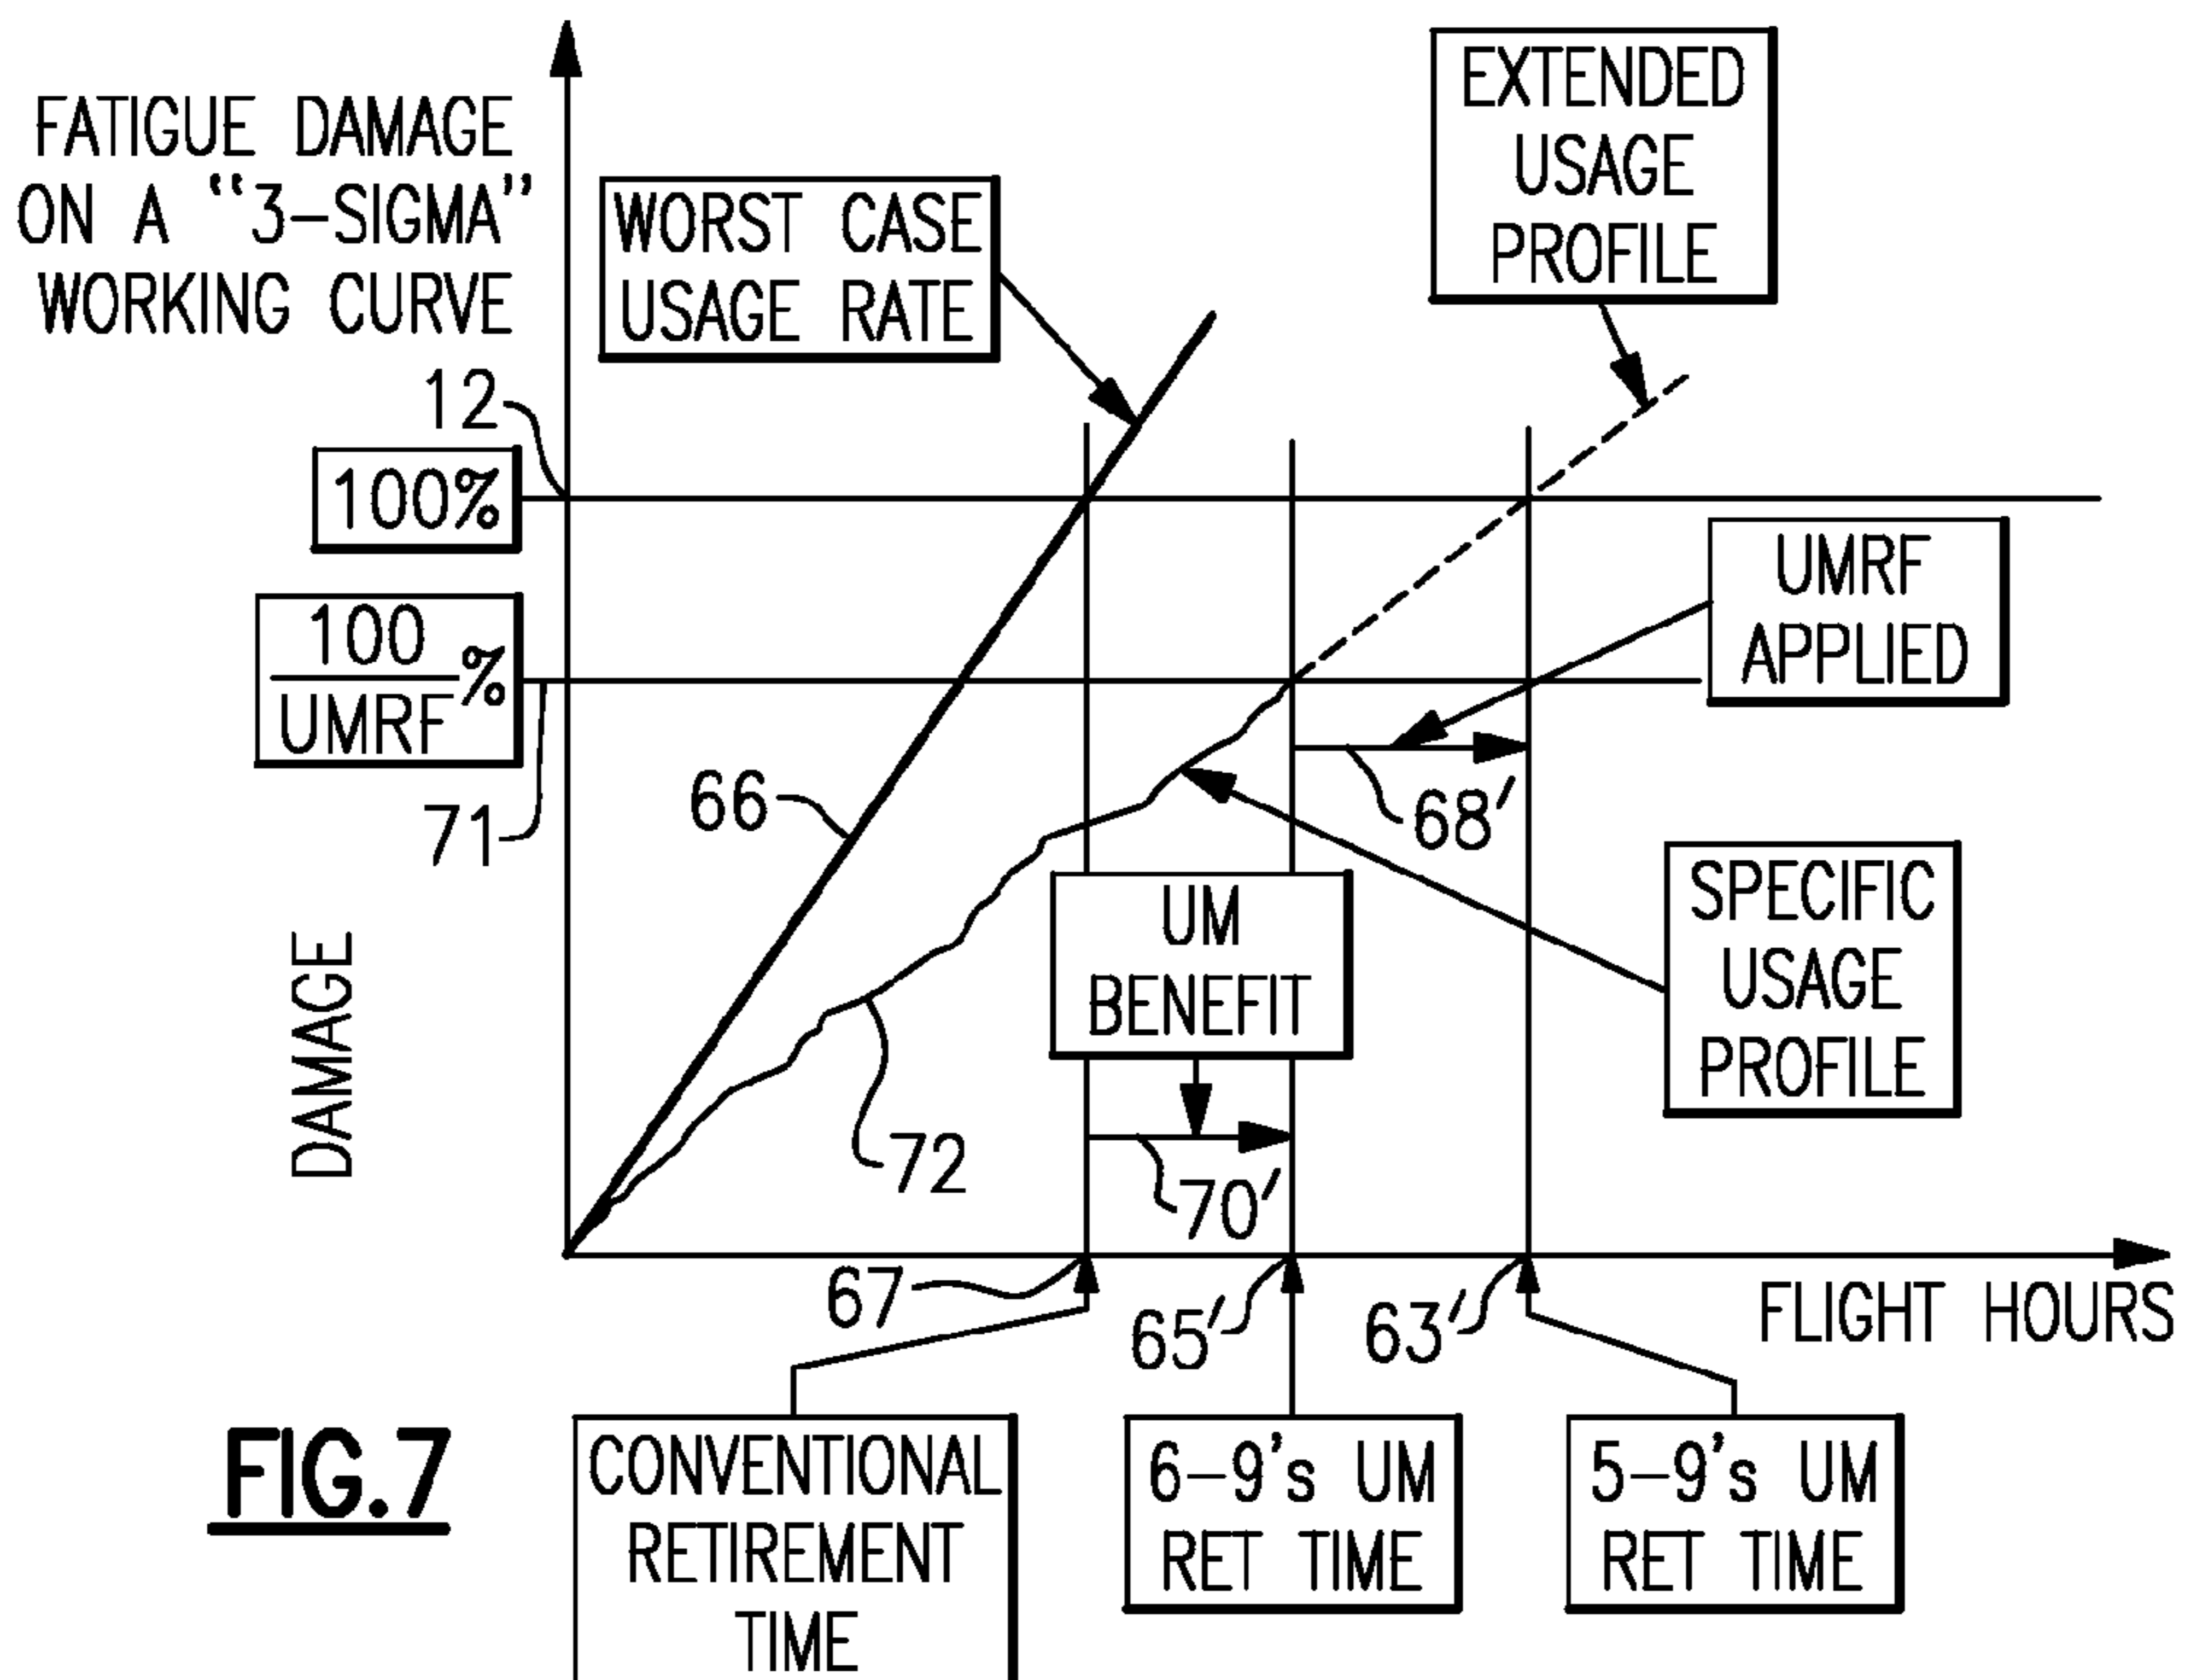 FATIGUE DAMAGE
ON A "3-SIGMA"
WORKING CURVE
WORST CASE
USAGE RATE
EXTENDED
USAGE
PROFILE
12
100%
100
UMRF
%
71
66
UMRF
APPLIED
68'
SPECIFIC
USAGE
PROFILE
UM
BENEFIT
DAMAGE
72
70'
67
65'
63'
FLIGHT HOURS
FIG.7
CONVENTIONAL
RETIREMENT
TIME
6-9's UM
RET TIME
5-9's UM
RET TIME